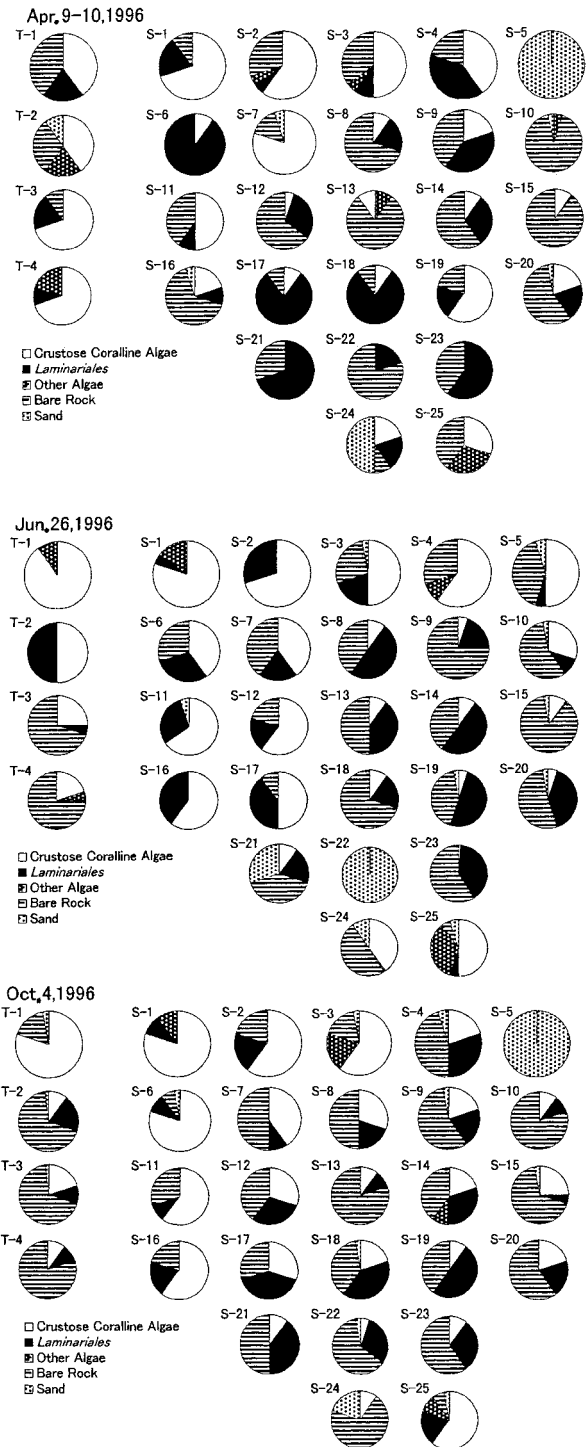 Apr. 9-10, 1996
T-1 S-1 S-2 S-3 S-4 S-5
T-2 S-6 S-7 S-8 S-9 S-10
T-3 S-11 S-12 S-13 S-14 S-15
T-4 S-16 S-17 S-18 S-19 S-20
S-21 S-22 S-23
S-24 S-25
Crustose Coralline Algae
Laminariales
Other Algae
Bare Rock
Sand
Jun. 26, 1996
T-1 S-1 S-2 S-3 S-4 S-5
T-2 S-6 S-7 S-8 S-9 S-10
T-3 S-11 S-12 S-13 S-14 S-15
T-4 S-16 S-17 S-18 S-19 S-20
S-21 S-22 S-23
S-24 S-25
Crustose Coralline Algae
Laminariales
Other Algae
Bare Rock
Sand
Oct. 4, 1996
T-1 S-1 S-2 S-3 S-4 S-5
T-2 S-6 S-7 S-8 S-9 S-10
T-3 S-11 S-12 S-13 S-14 S-15
T-4 S-16 S-17 S-18 S-19 S-20
S-21 S-22 S-23
S-24 S-25
Crustose Coralline Algae
Laminariales
Other Algae
Bare Rock
Sand